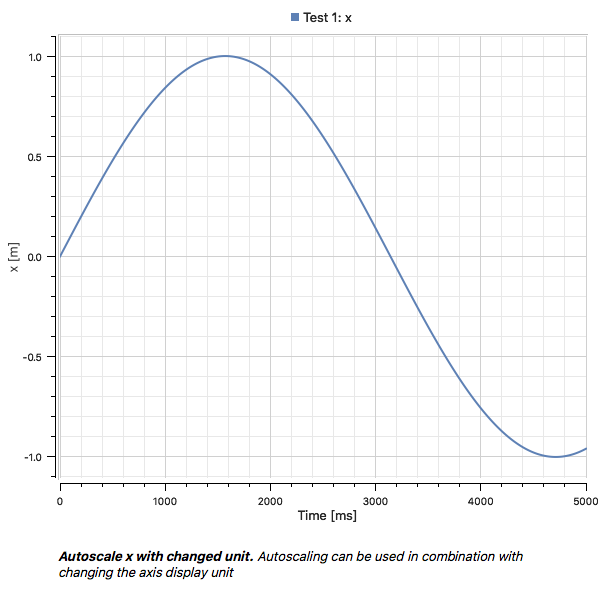 Test 1: x
1.0
0.5
0.0
-0.5
-1.0
x [m]
0 1000 2000 3000 4000 5000
Time [ms]
Autoscale x with changed unit. Autoscaling can be used in combination with
changing the axis display unit